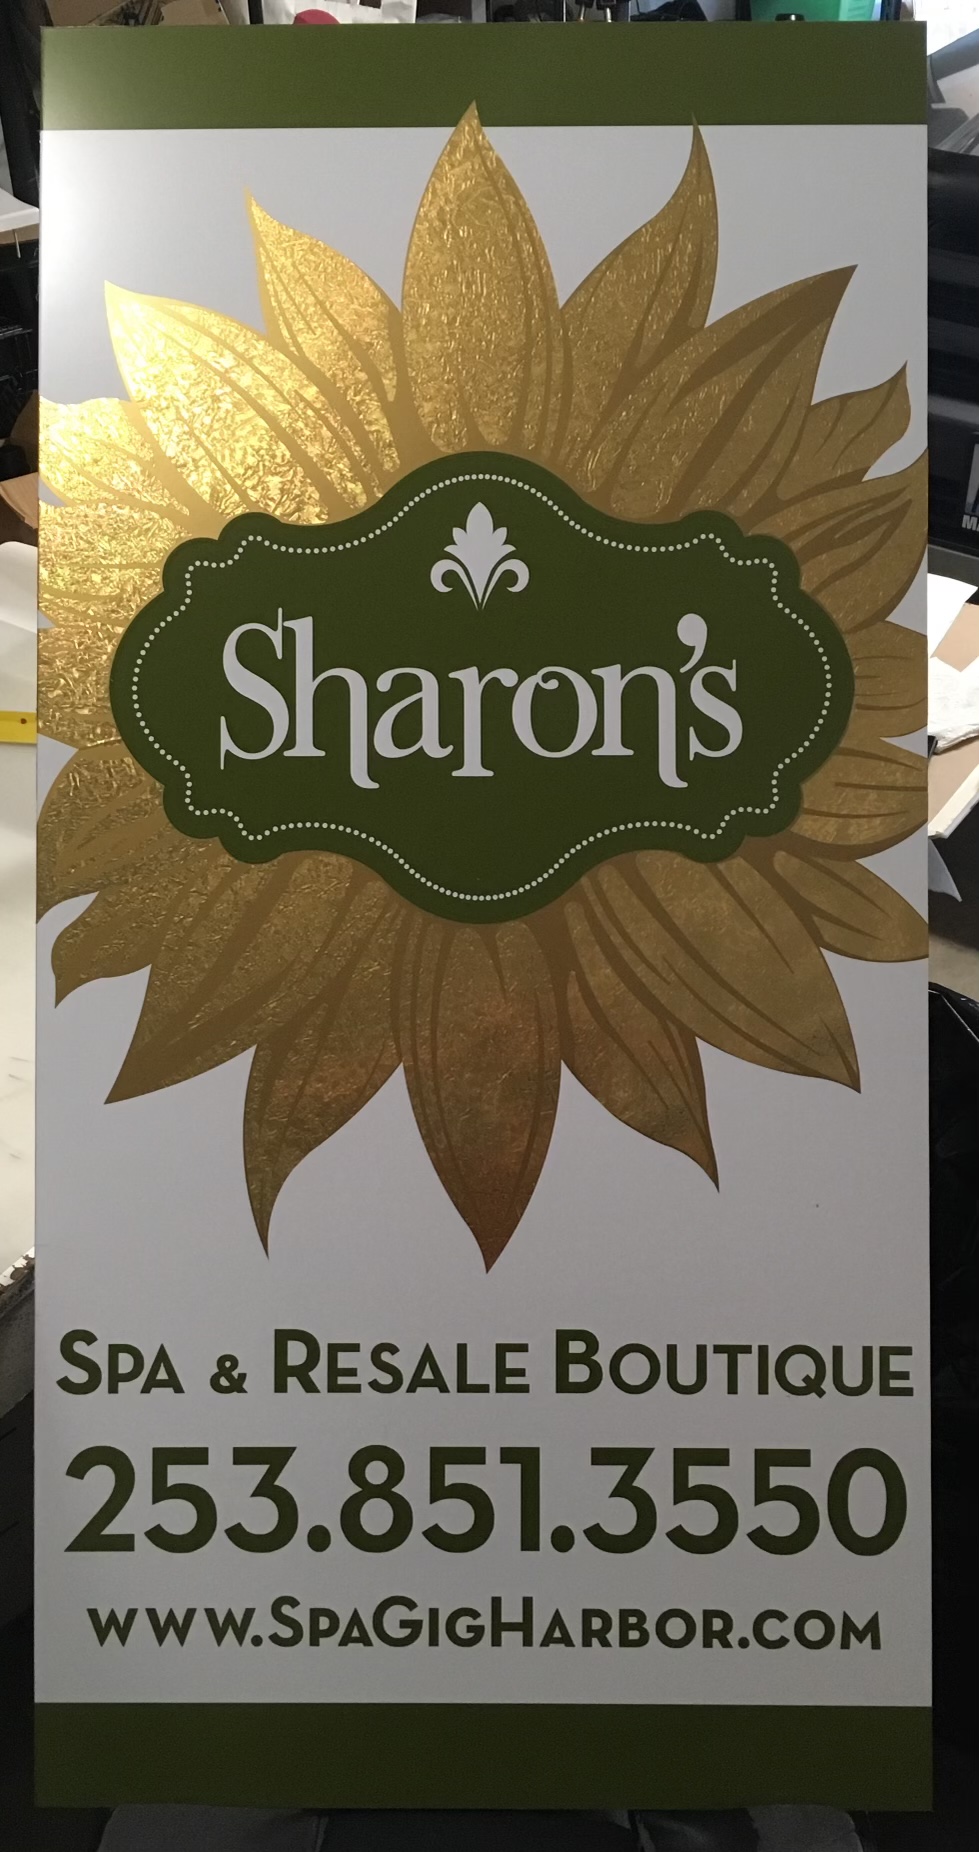 Sharon's
Spa & Resale Boutique
253.851.3550
www.SpaGigHarbor.com